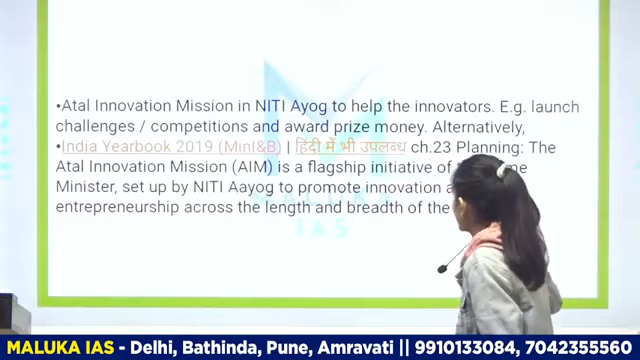 •Atal Innovation Mission in NITI Ayog to help the innovators. E.g. launch
challenges / competitions and award prize money. Alternatively,
•India Yearbook 2019 (MinI&B) | हिंदी में भी उपलब्ध ch.23 Planning: The
Atal Innovation Mission (AIM) is a flagship initiative of
Minister, set up by NITI Aayog to promote innovation
entrepreneurship across the length and breadth of the
MALUKA
IAS
MALUKA IAS - Delhi, Bathinda, Pune, Amravati || 9910133084, 7042355560